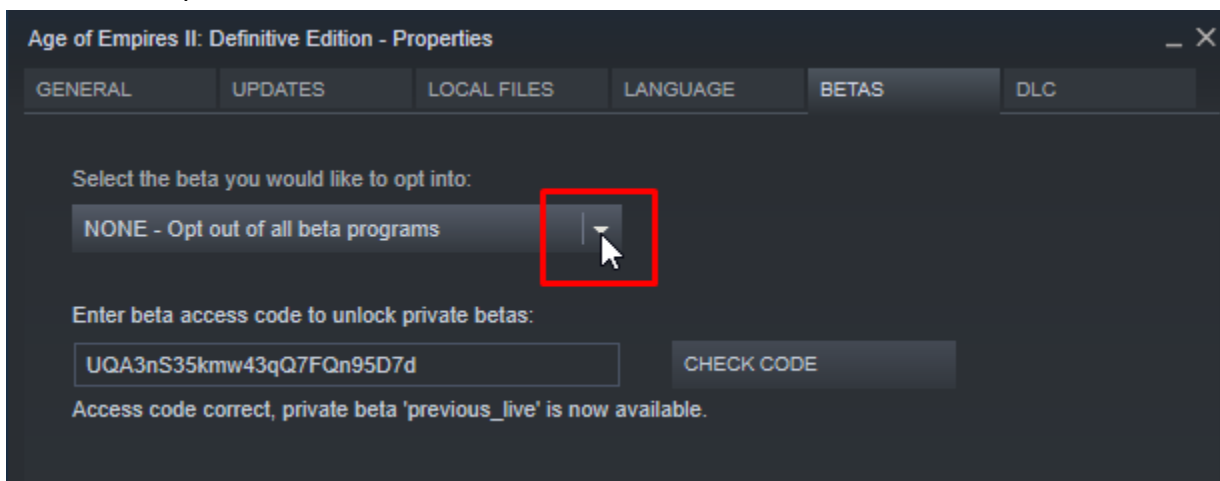 Age of Empires II: Definitive Edition - Properties
GENERAL UPDATES LOCAL FILES LANGUAGE BETAS DLC
Select the beta you would like to opt into:
NONE - Opt out of all beta programs
Enter beta access code to unlock private betas:
UQA3nS35kmw43qQ7FQn95D7d CHECK CODE
Access code correct, private beta 'previous_live' is now available.